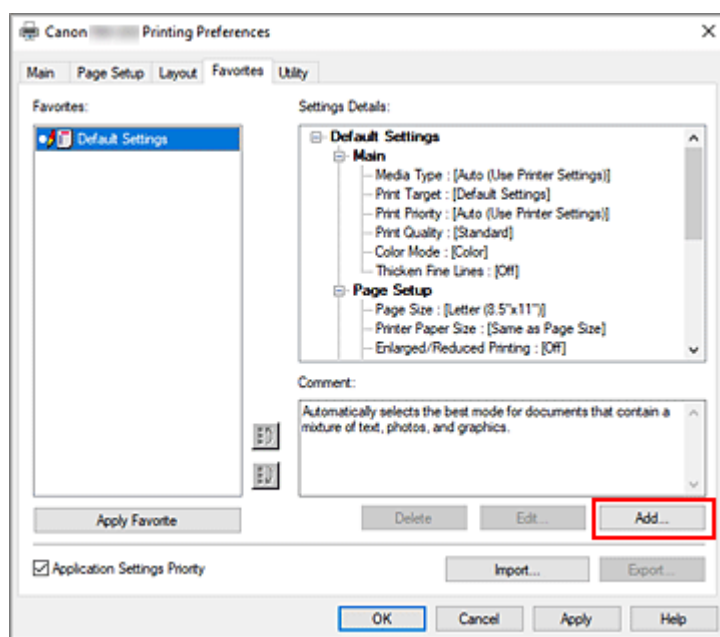 Canon Printing Preferences
Main Page Setup Layout Favorites Utility
Favorites:
Default Settings
Settings Details:
Default Settings
Main
Media Type : [Auto (Use Printer Settings)]
Print Target : [Default Settings]
Print Priority : [Auto (Use Printer Settings)]
Print Quality : [Standard]
Color Mode : [Color]
Thicken Fine Lines : [Off]
Page Setup
Page Size : [Letter (8.5"x11")]
Printer Paper Size : [Same as Page Size]
Enlarged/Reduced Printing : [Off]
Comment:
Automatically selects the best mode for documents that contain a
mixture of text, photos, and graphics.
Apply Favorite
Delete Edit... Add...
Application Settings Priority
Import... Export...
OK Cancel Apply Help